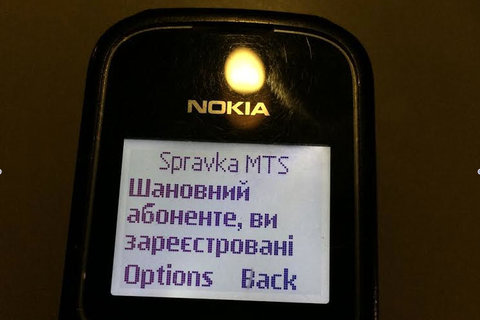 NOKIA
Spravka MTS
Шановний
абоненте, ви
зареєстровані
Options Back